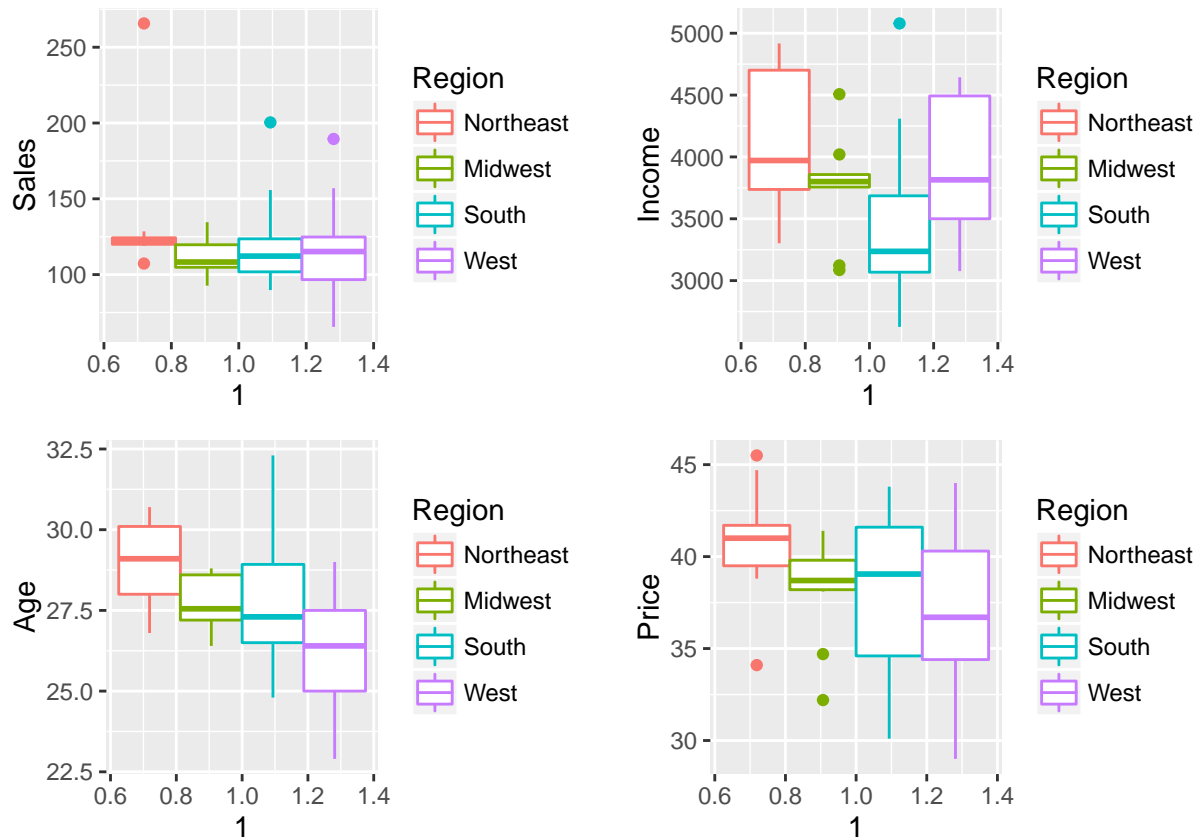 Sales
250
200
150
100
0.6 0.8 1.0 1.2 1.4
1
Region
Northeast
Midwest
South
West
Income
5000
4500
4000
3500
3000
0.6 0.8 1.0 1.2 1.4
1
Region
Northeast
Midwest
South
West
Age
32.5
30.0
27.5
25.0
22.5
0.6 0.8 1.0 1.2 1.4
1
Region
Northeast
Midwest
South
West
Price
45
40
35
30
0.6 0.8 1.0 1.2 1.4
1
Region
Northeast
Midwest
South
West